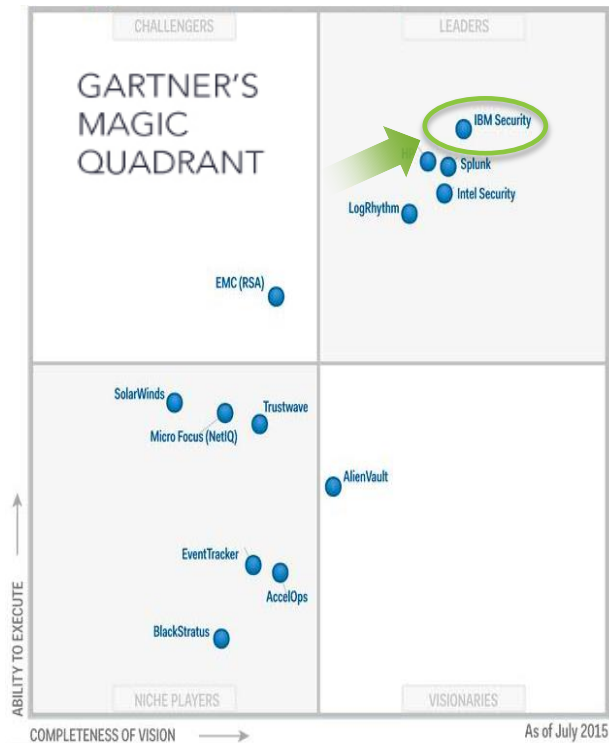 CHALLENGERS
LEADERS
GARTNER'S
MAGIC
QUADRANT
IBM Security
Splunk
Intel Security
LogRhythm
EMC (RSA)
SolarWinds
Trustwave
Micro Focus (NetIQ)
AlienVault
EventTracker
AccelOps
BlackStratus
NICHE PLAYERS
VISIONARIES
ABILITY TO EXECUTE
COMPLETENESS OF VISION
As of July 2015